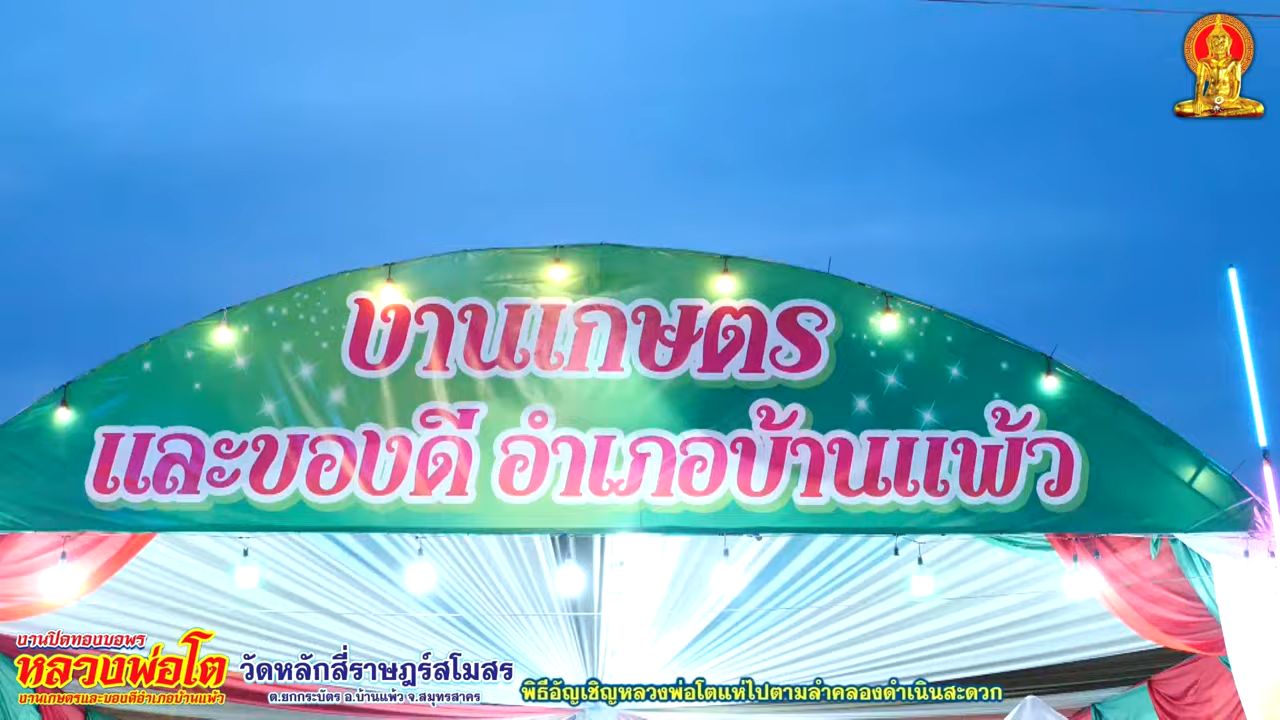 งานเกษตร
และของดี อำเภอบ้านแพ้ว
งานปิดทองขอพร
หลวงพ่อโต
งานเกษตรและของดีอำเภอบ้านแพ้ว
วัดหลักสี่ราษฎร์สโมสร
ต.ยกกระบัตร อ.บ้านแพ้ว จ.สมุทรสาคร
พิธีอัญเชิญหลวงพ่อโตแห่ไปตามลำคลองดำเนินสะดวก